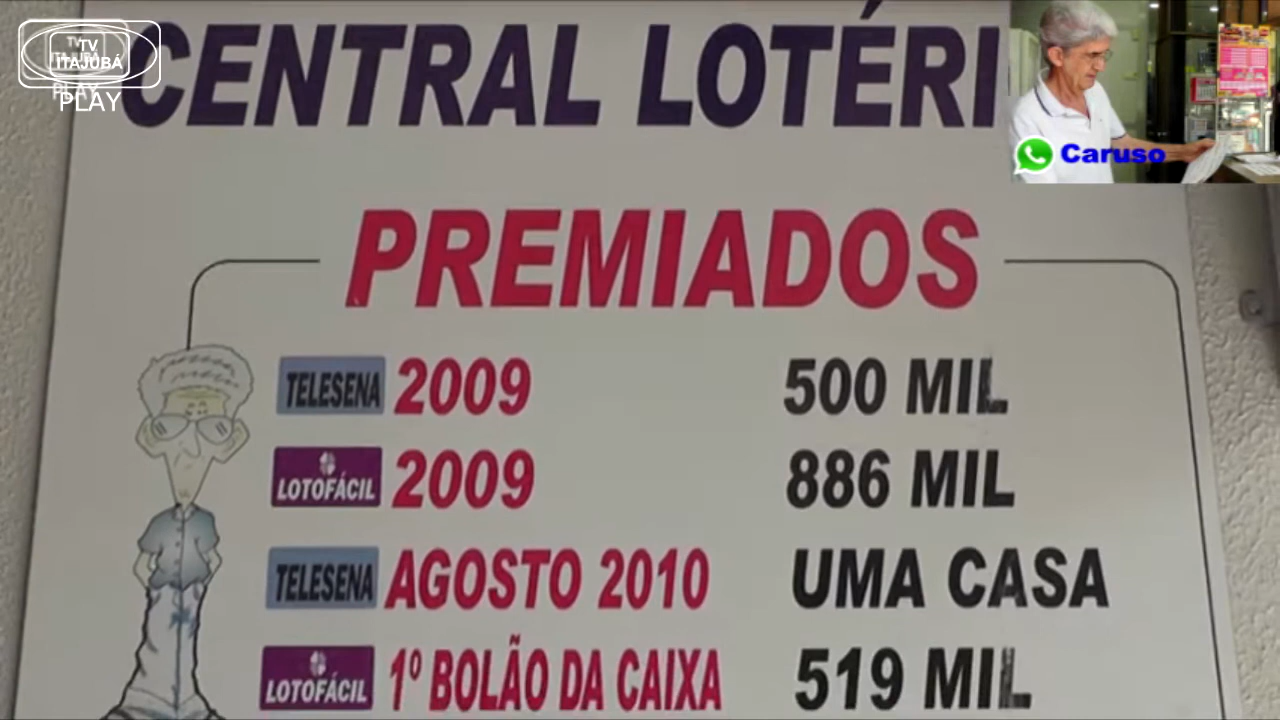 TV
ITAJUBÁ
PLAY
CENTRAL LOTÉRI
Caruso
PREMIADOS
TELESENA 2009 500 MIL
LOTOFÁCIL 2009 886 MIL
TELESENA AGOSTO 2010 UMA CASA
LOTOFÁCIL 1º BOLÃO DA CAIXA 519 MIL